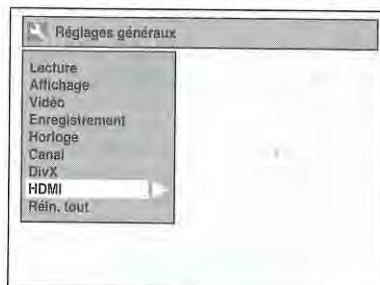 Réglages généraux
Lecture
Affichage
Vidéo
Enregistrement
Horloge
Canal
DivX
HDMI
Réin. tout